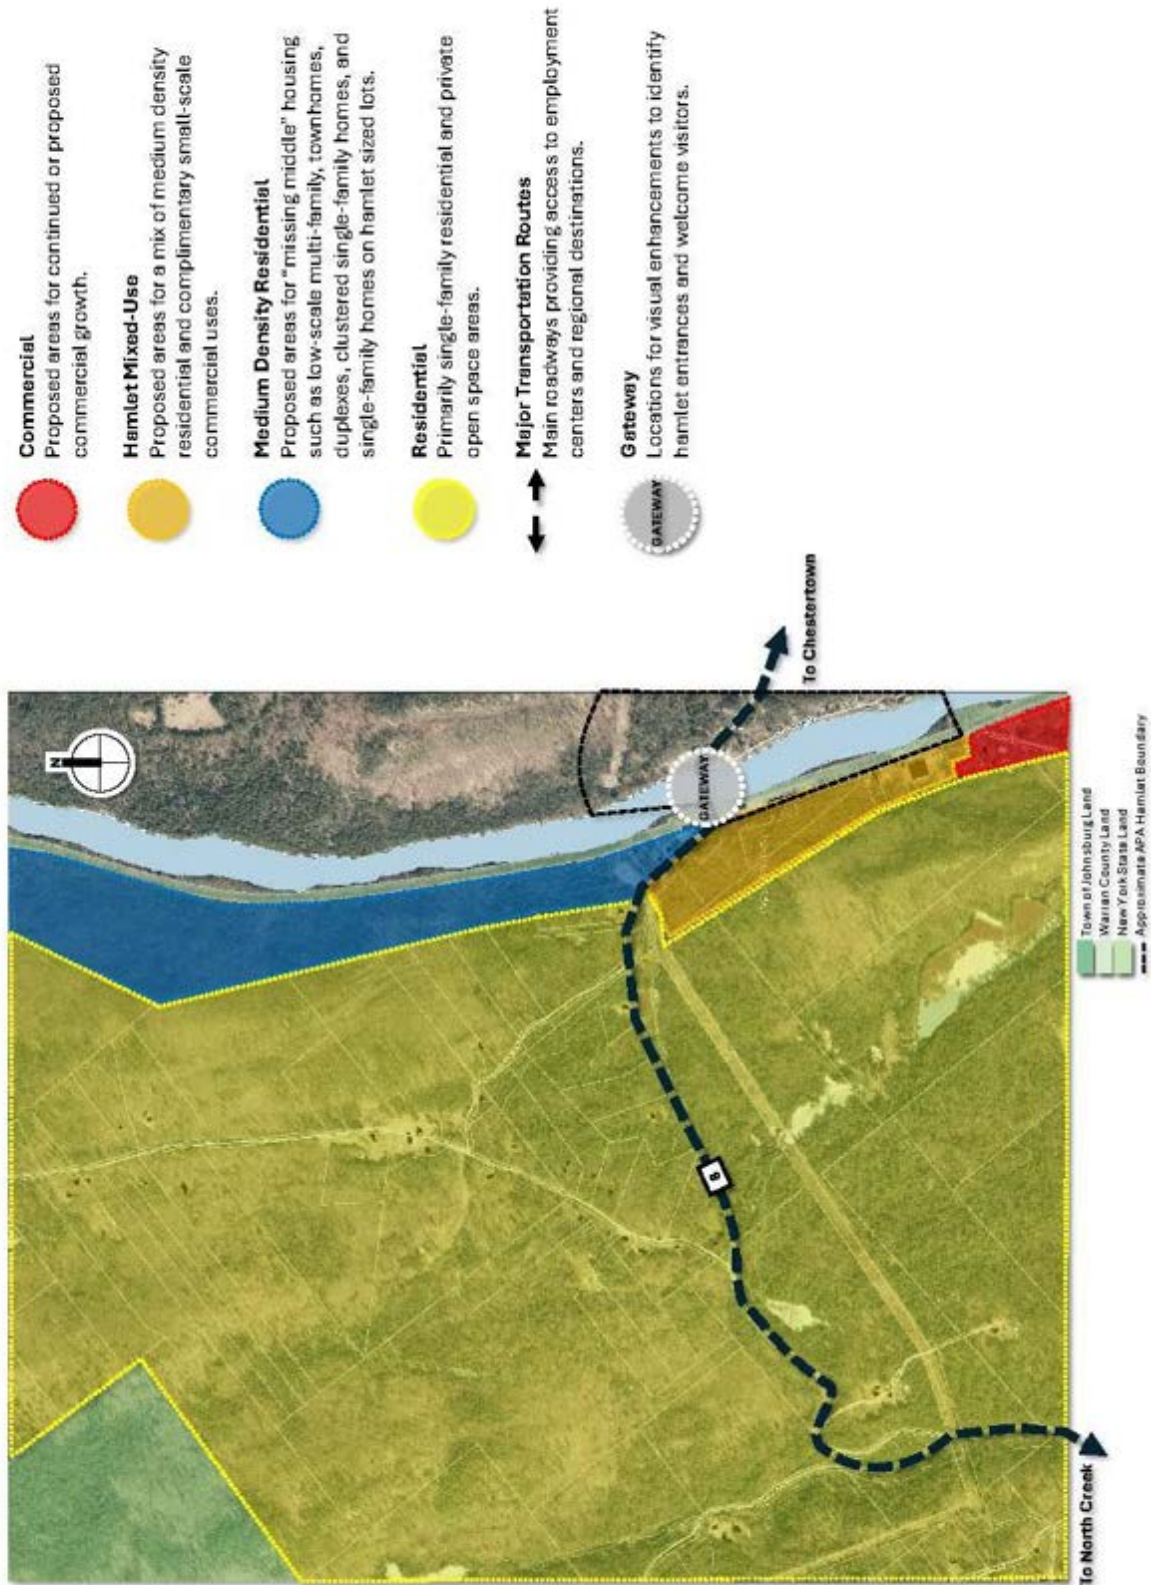 Commercial
Proposed areas for continued or proposed
commercial growth.
Hamlet Mixed-Use
Proposed areas for a mix of medium density
residential and complimentary small-scale
commercial uses.
Medium Density Residential
Proposed areas for "missing middle" housing
such as low-scale multi-family, townhomes,
duplexes, clustered single-family homes, and
single-family homes on hamlet sized lots.
Residential
Primarily single-family residential and private
open space areas.
Major Transportation Routes
Main roadways providing access to employment
centers and regional destinations.
GATEWAY
Gateway
Locations for visual enhancements to identify
hamlet entrances and welcome visitors.
N
GATEWAY
To Chestertown
8
To North Creek
Town of Johnsburg Land
Warren County Land
New York State Land
Approximate APA Hamlet Boundary